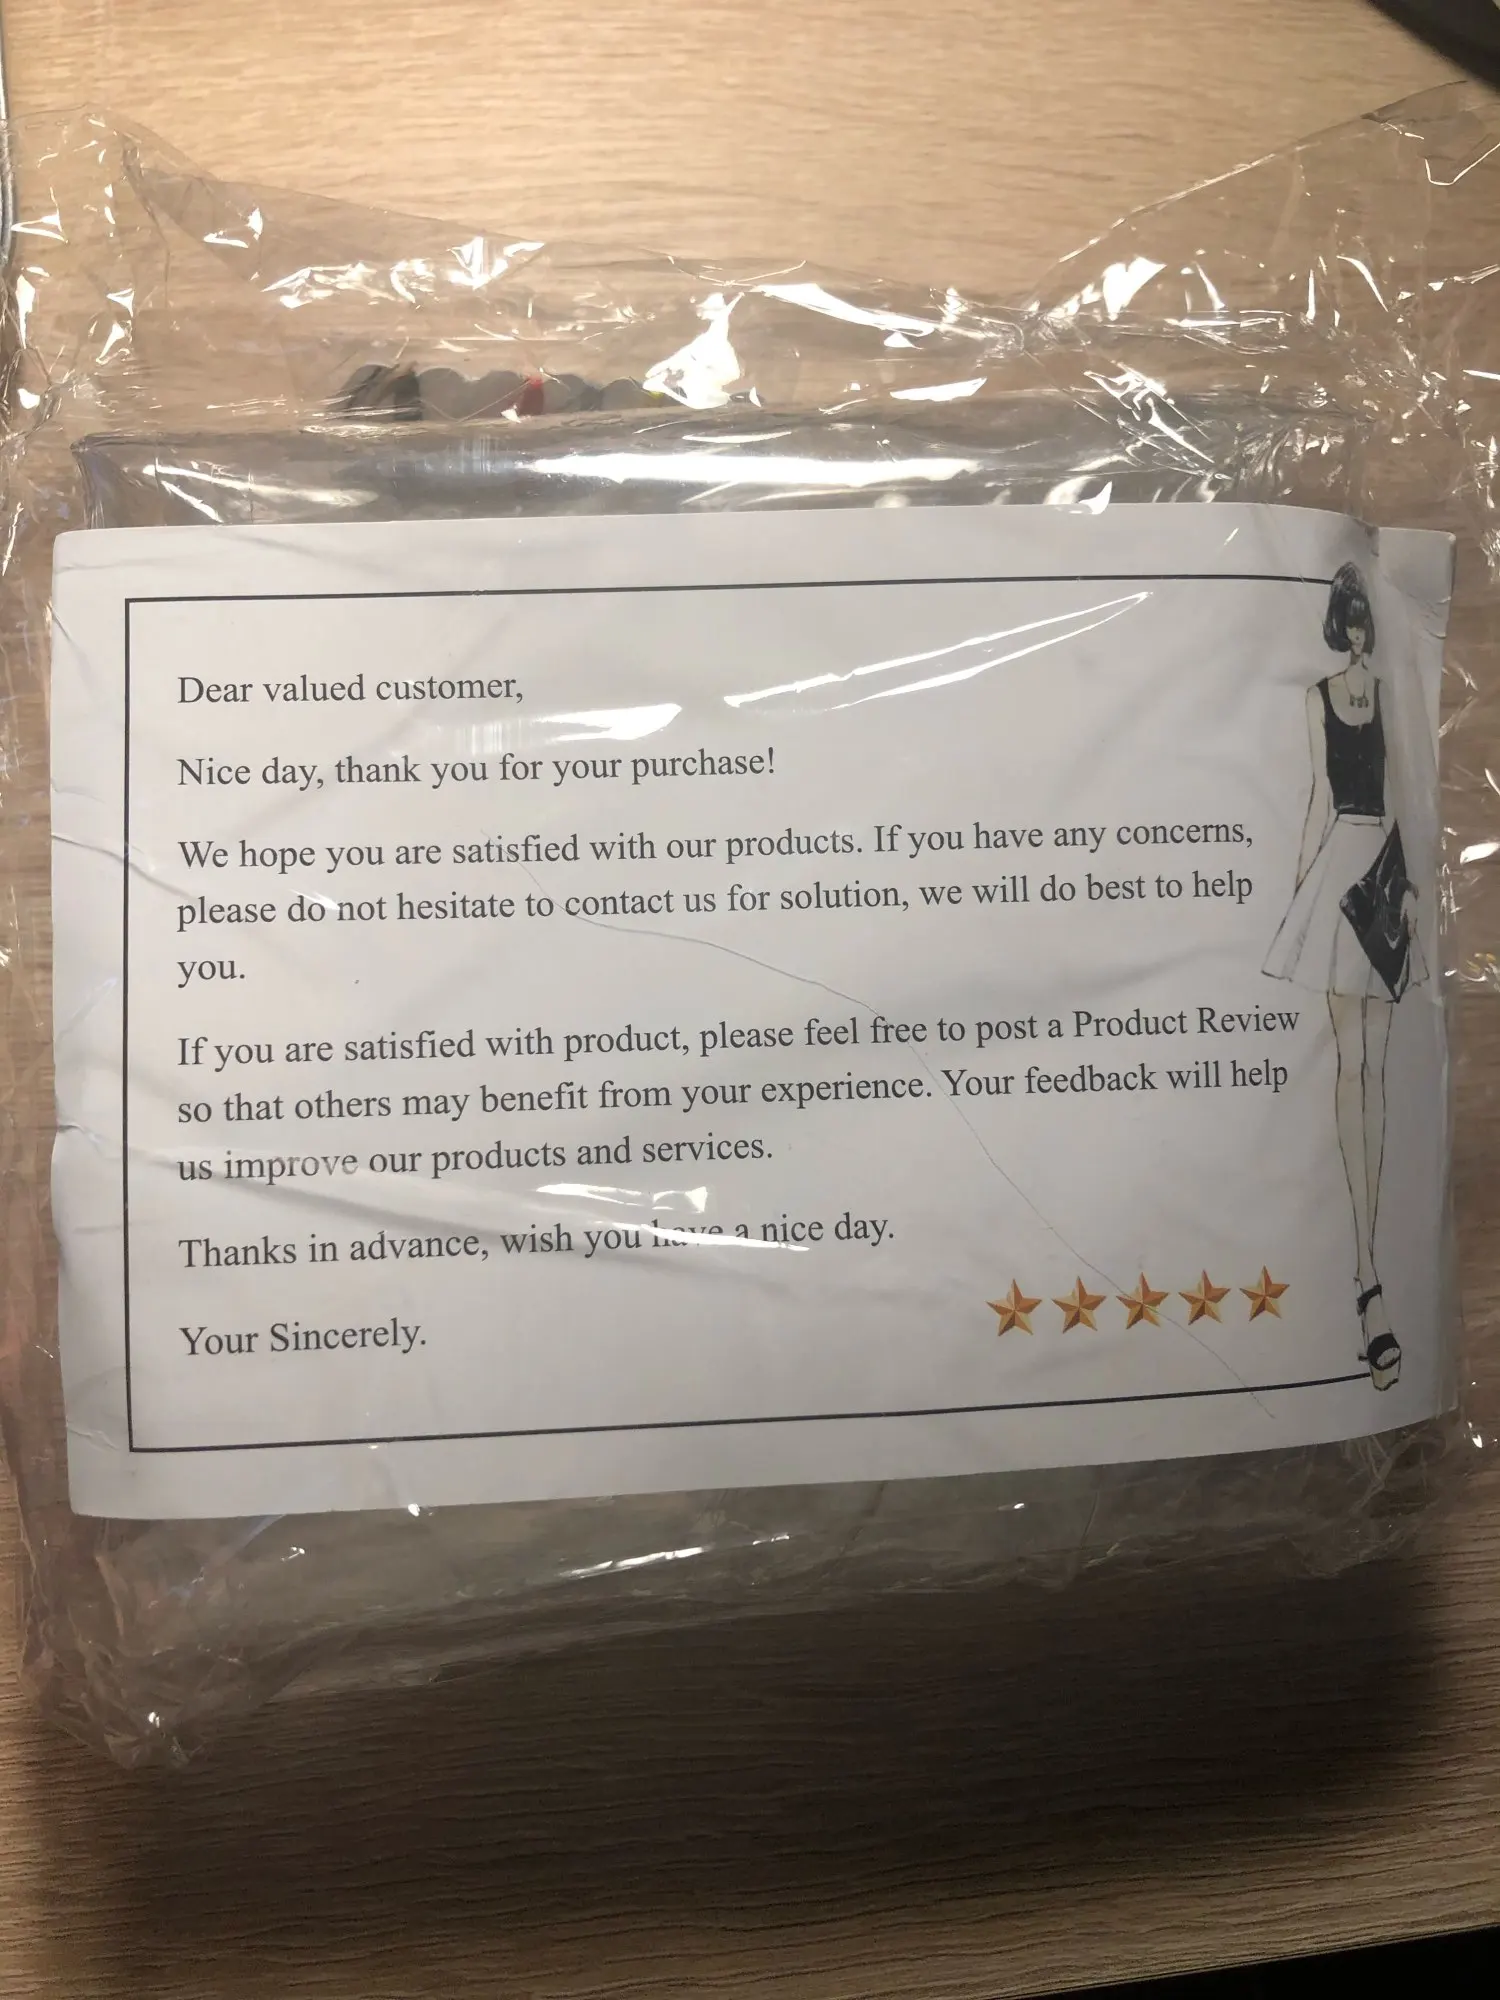 Dear valued customer,
Nice day, thank you for your purchase!
We hope you are satisfied with our products. If you have any concerns,
please do not hesitate to contact us for solution, we will do best to help
you.
If you are satisfied with product, please feel free to post a Product Review
so that others may benefit from your experience. Your feedback will help
us improve our products and services.
Thanks in advance, wish you have a nice day.
Your Sincerely.